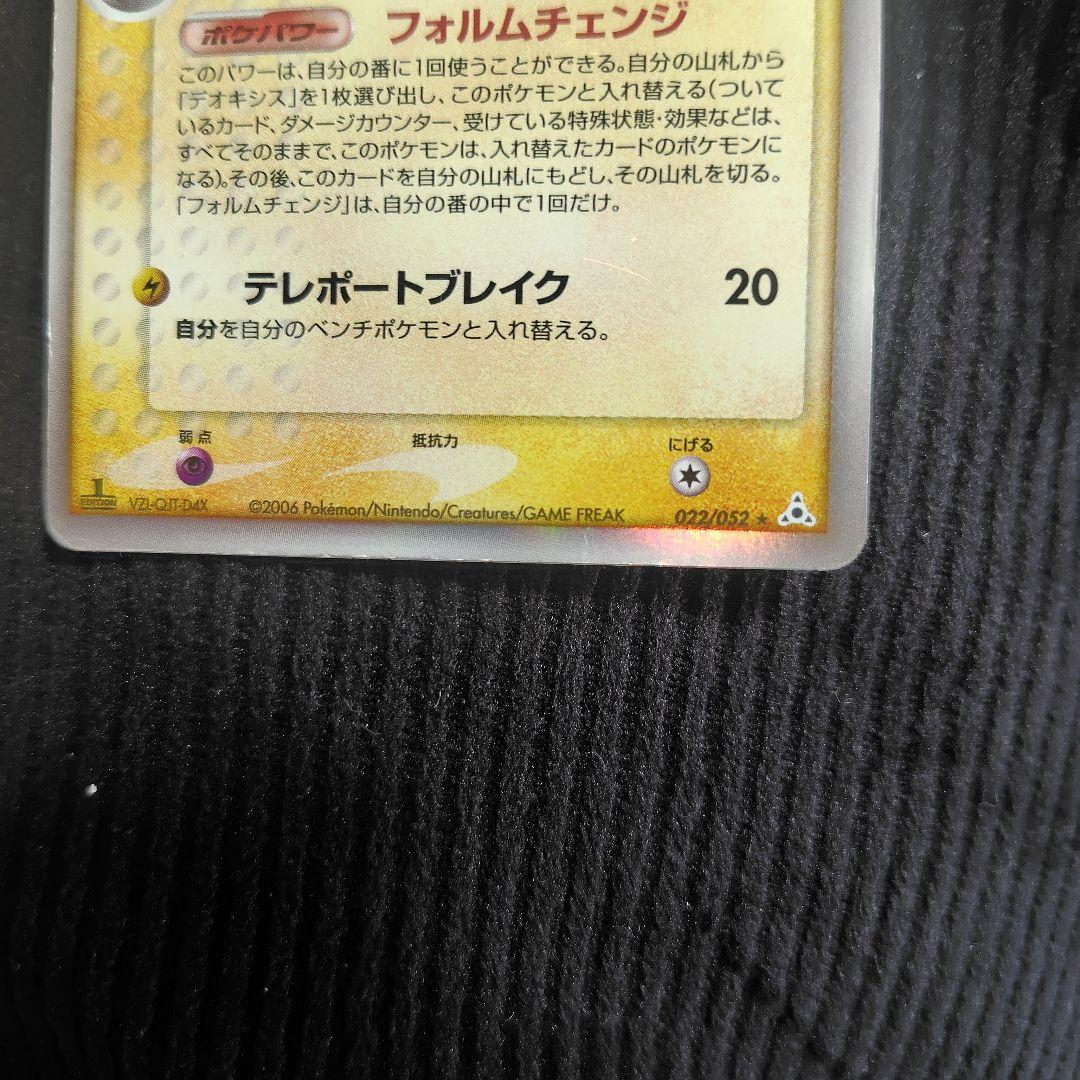 ポケパワー フォルムチェンジ
このパワーは、自分の番に1回使うことができる。自分の山札から
「デオキシス」を1枚選び出し、このポケモンと入れ替える(ついて
いるカード、ダメージカウンター、受けている特殊状態・効果などは、
すべてそのままで、このポケモンは、入れ替えたカードのポケモンに
なる)。その後、このカードを自分の山札にもどし、その山札を切る。
「フォルムチェンジ」は、自分の番の中で1回だけ。
テレポートブレイク 20
自分を自分のベンチポケモンと入れ替える。
弱点 抵抗力 にげる
1 EDITION VZJ-QJT-D4X ©2006 Pokémon/Nintendo/Creatures/GAME FREAK 022/052 ★